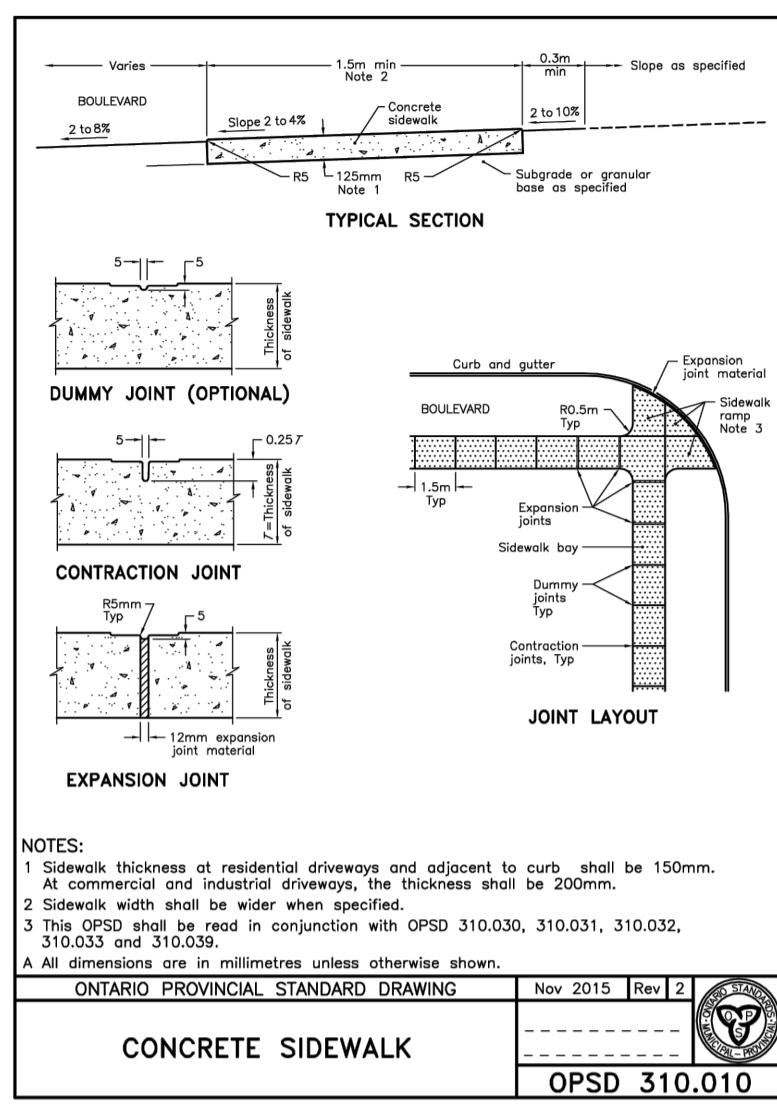 Varies
1.5m min
Note 2
0.3m
min
Slope as specified
BOULEVARD
2 to 8%
Slope 2 to 4%
Concrete
sidewalk
2 to 10%
R5
125mm
Note 1
R5
Subgrade or granular
base as specified
TYPICAL SECTION
5
5
Thickness
of sidewalk
DUMMY JOINT (OPTIONAL)
5
0.25T
T=Thickness
of sidewalk
CONTRACTION JOINT
R5mm
Typ
5
Thickness
of sidewalk
12mm expansion
joint material
EXPANSION JOINT
Curb and gutter
Expansion
joint material
BOULEVARD
R0.5m
Typ
Sidewalk
ramp
Note 3
1.5m
Typ
Expansion
joints
Sidewalk bay
Dummy
joints
Typ
Contraction
joints, Typ
JOINT LAYOUT
NOTES:
1 Sidewalk thickness at residential driveways and adjacent to curb shall be 150mm.
At commercial and industrial driveways, the thickness shall be 200mm.
2 Sidewalk width shall be wider when specified.
3 This OPSD shall be read in conjunction with OPSD 310.030, 310.031, 310.032,
310.033 and 310.039.
A All dimensions are in millimetres unless otherwise shown.
ONTARIO PROVINCIAL STANDARD DRAWING
Nov 2015 Rev 2
CONCRETE SIDEWALK
OPSD 310.010
ONTARIO STANDARDS
MUNICIPAL - PROVINCIAL
O P
S